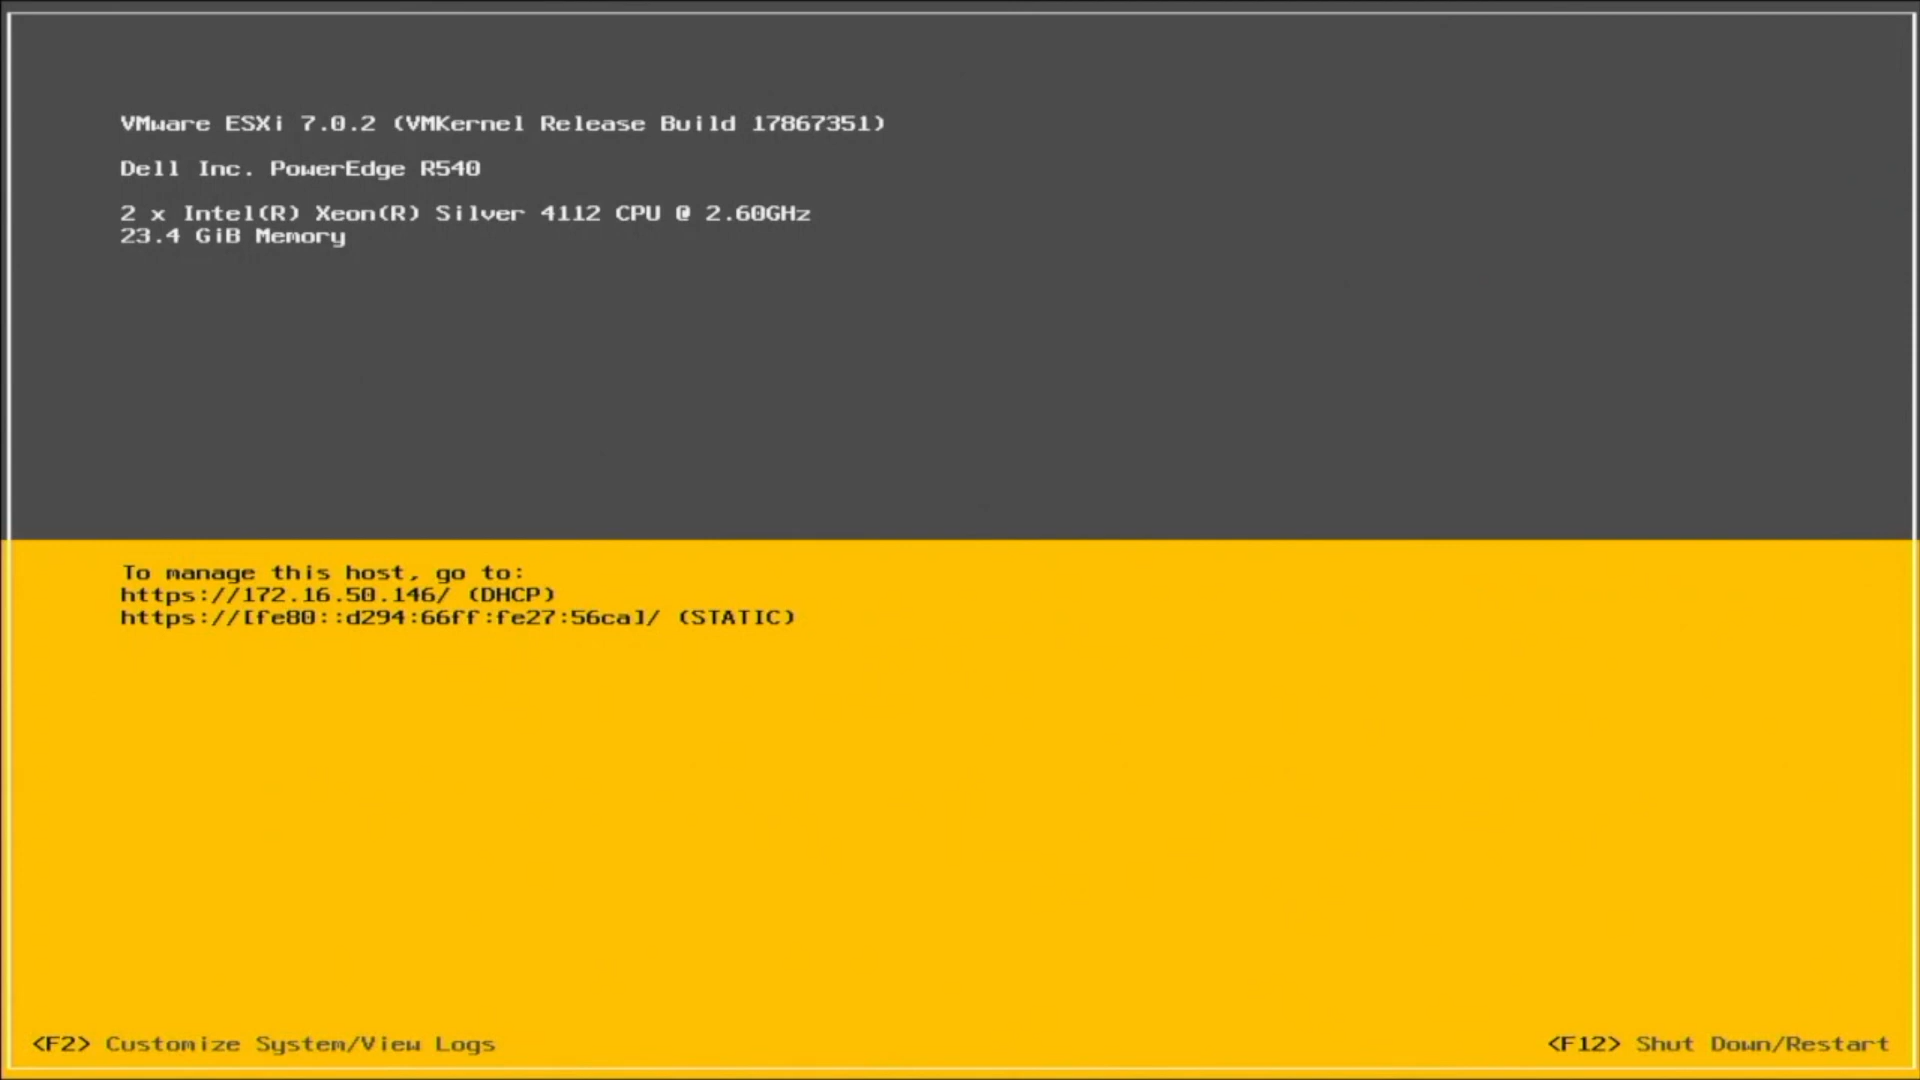 VMware ESXi 7.0.2 (VMKernel Release Build 17867351)
Dell Inc. PowerEdge R540
2 x Intel(R) Xeon(R) Silver 4112 CPU @ 2.60GHz
23.4 GiB Memory
To manage this host, go to:
https://172.16.50.146/ (DHCP)
https://[fe80::d294:66ff:fe27:56ca]/ (STATIC)
<F2> Customize System/View Logs
<F12> Shut Down/Restart